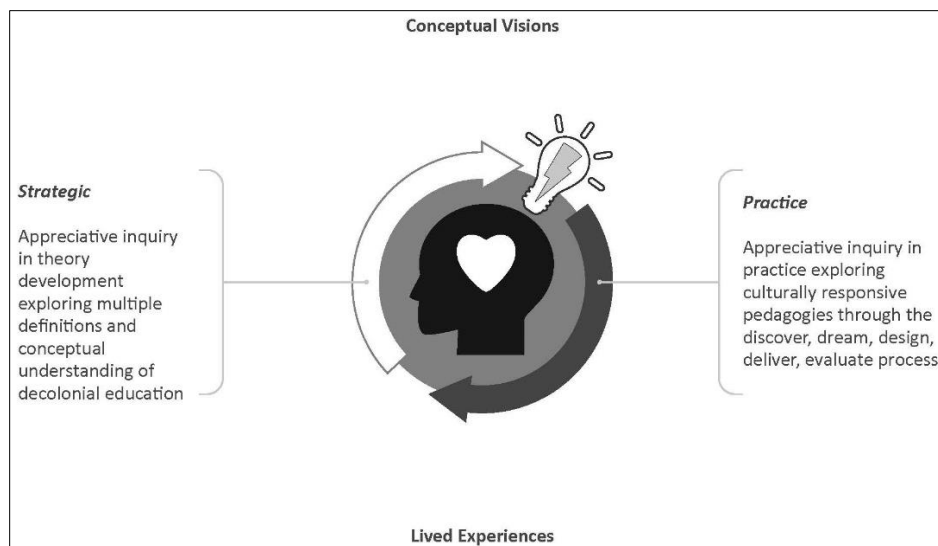 Conceptual Visions
Strategic
Appreciative inquiry
in theory
development
exploring multiple
definitions and
conceptual
understanding of
decolonial education
Practice
Appreciative inquiry in
practice exploring
culturally responsive
pedagogies through the
discover, dream, design,
deliver, evaluate process
Lived Experiences